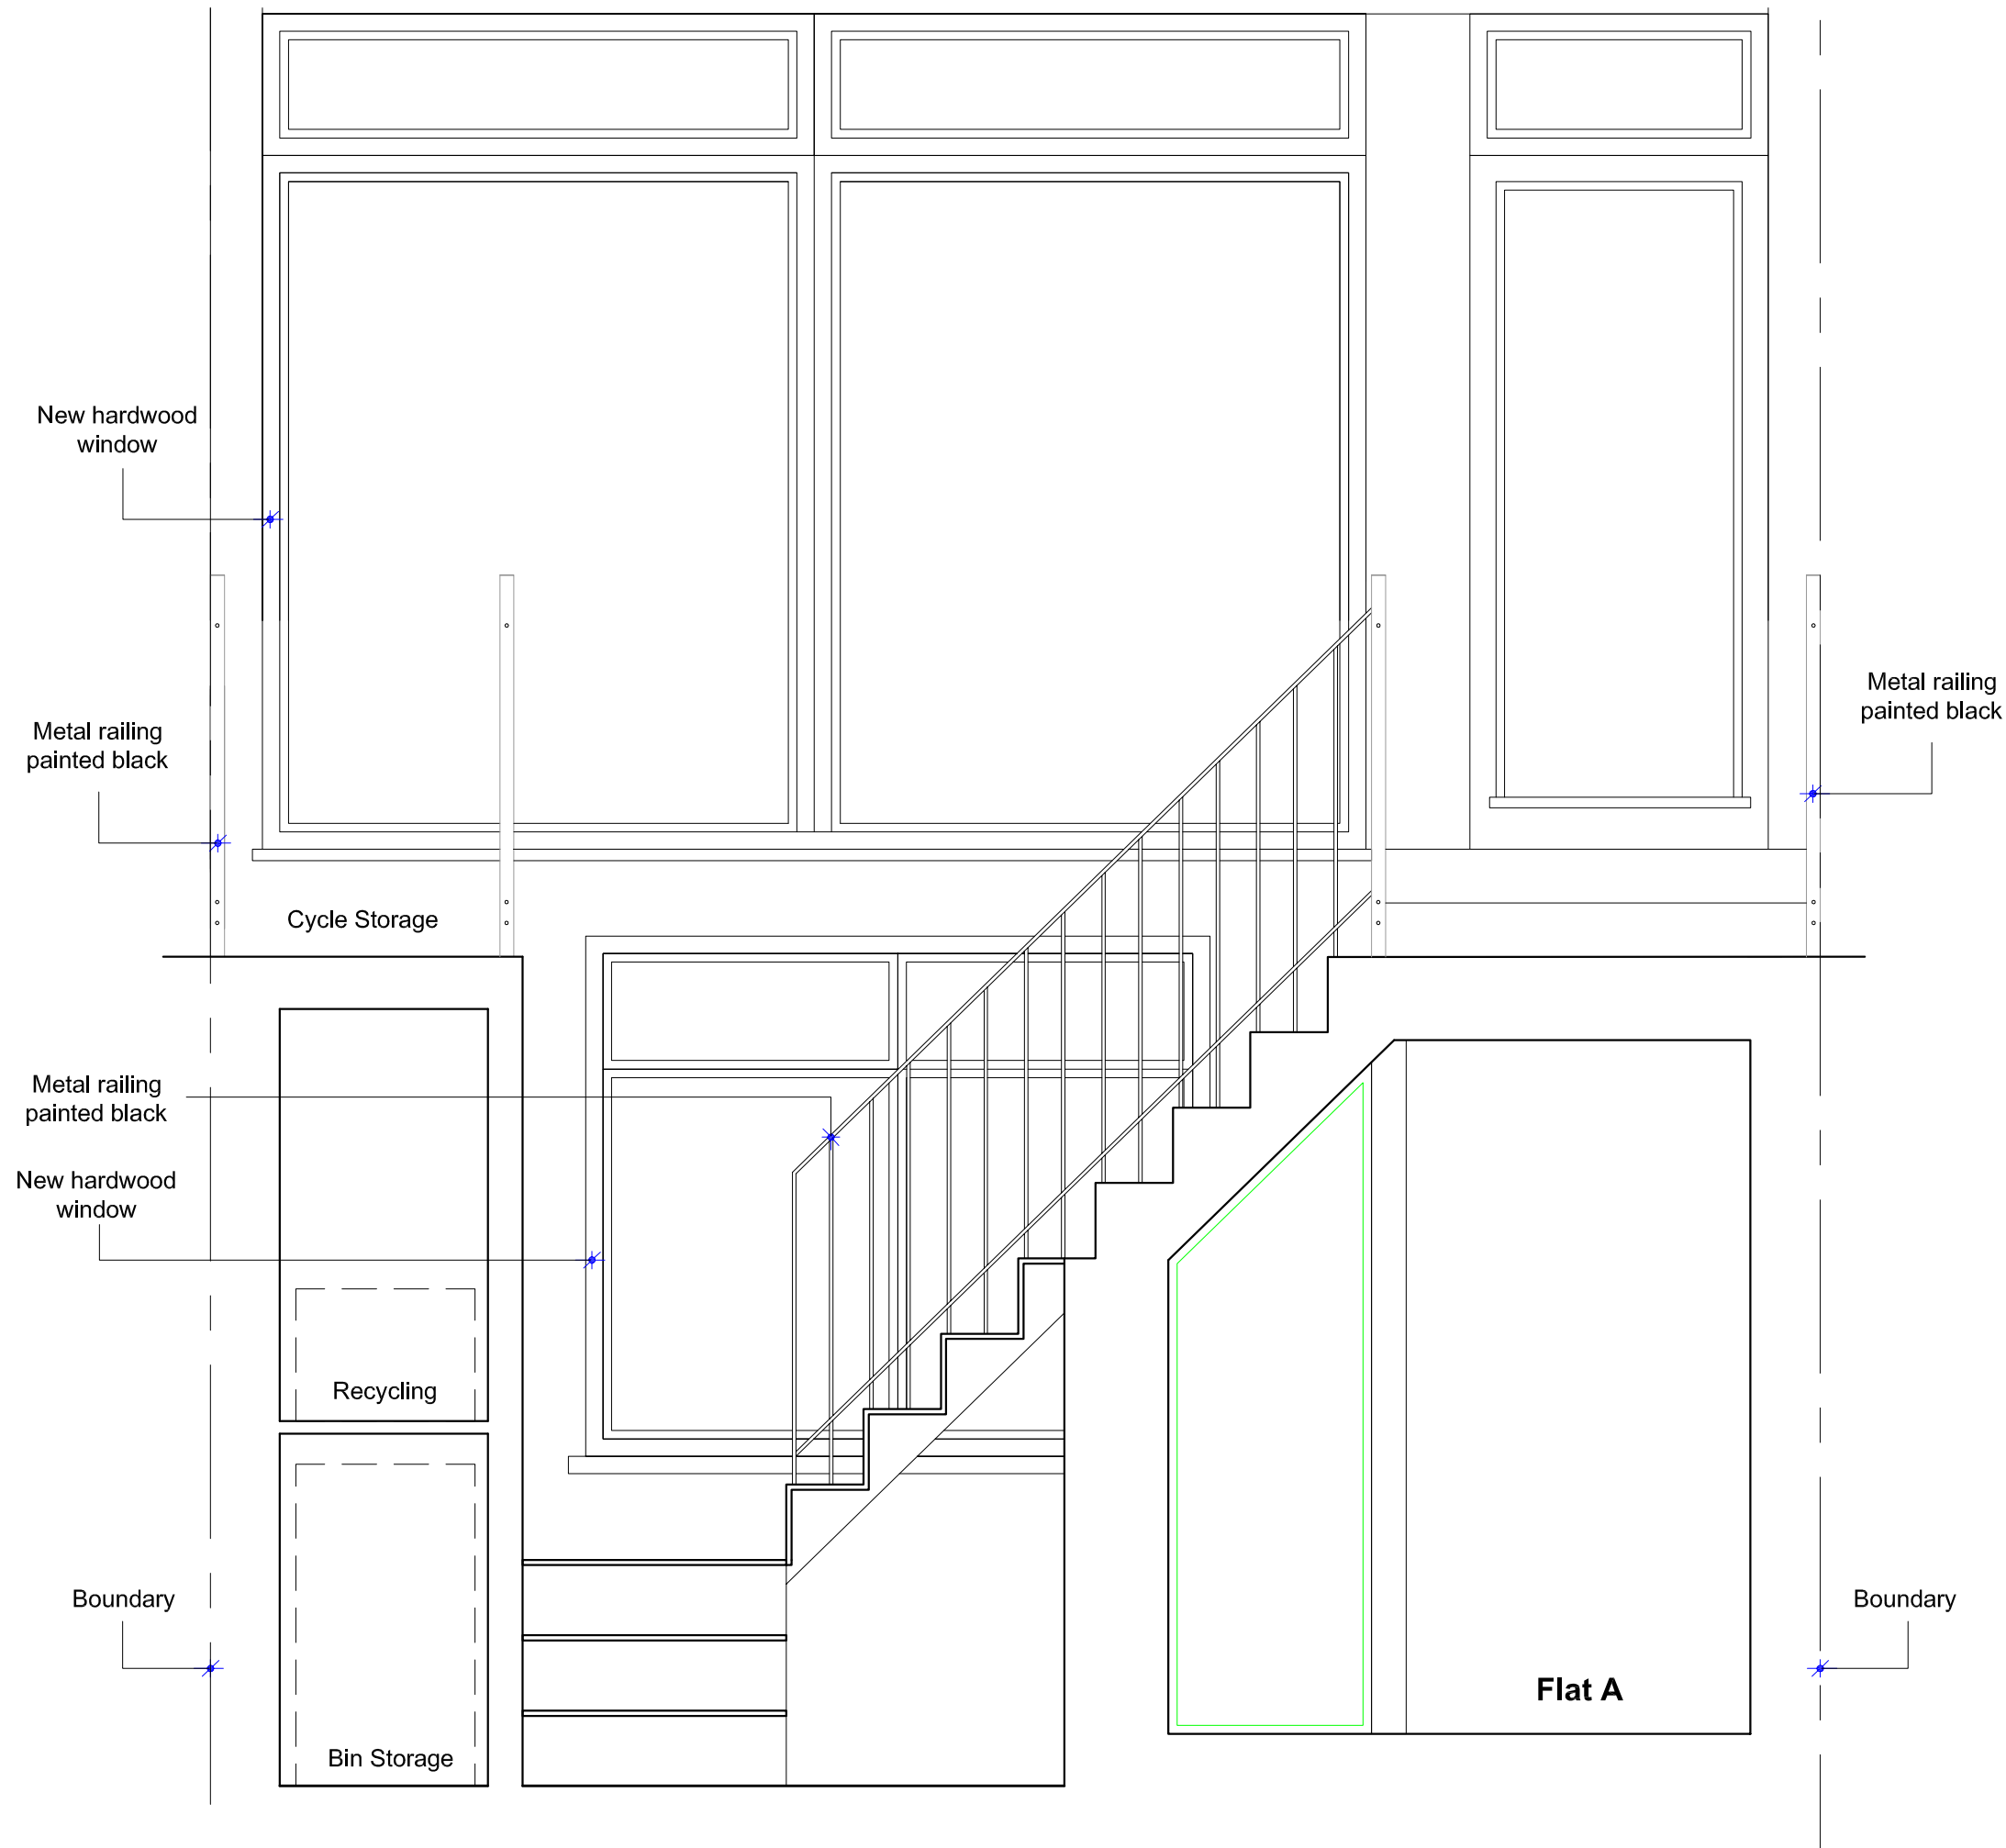 New hardwood
window
Metal railing
painted black
Metal railing
painted black
Cycle Storage
Metal railing
painted black
New hardwood
window
Recycling
Boundary
Boundary
Flat A
Bin Storage